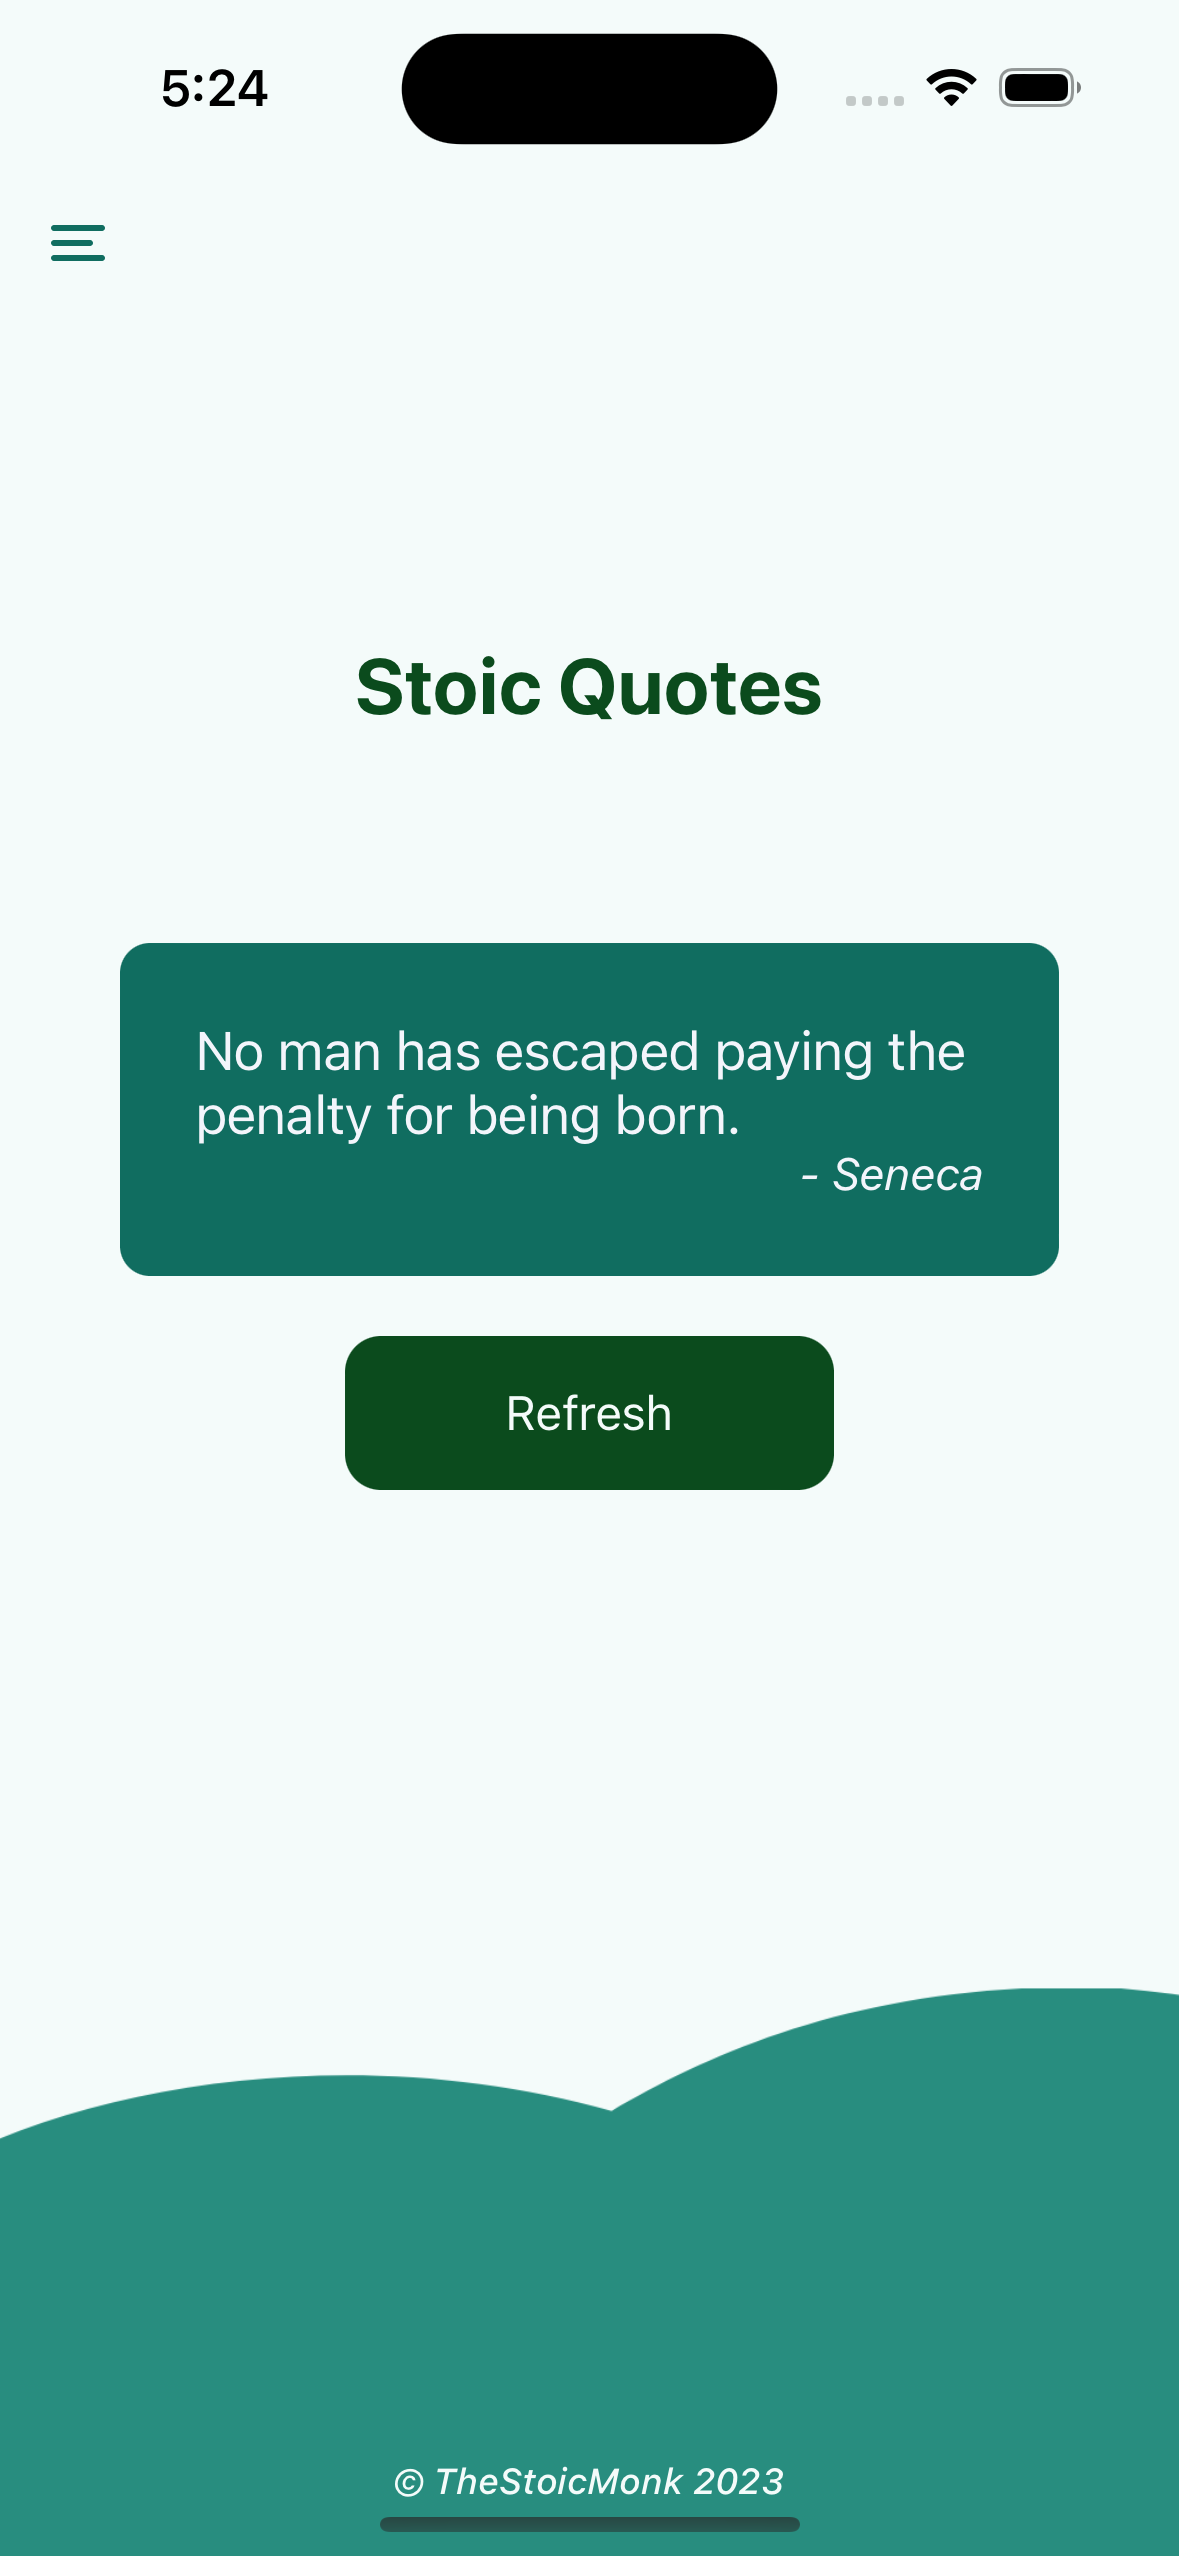 5:24
Stoic Quotes
No man has escaped paying the
penalty for being born.
- Seneca
Refresh
© TheStoicMonk 2023